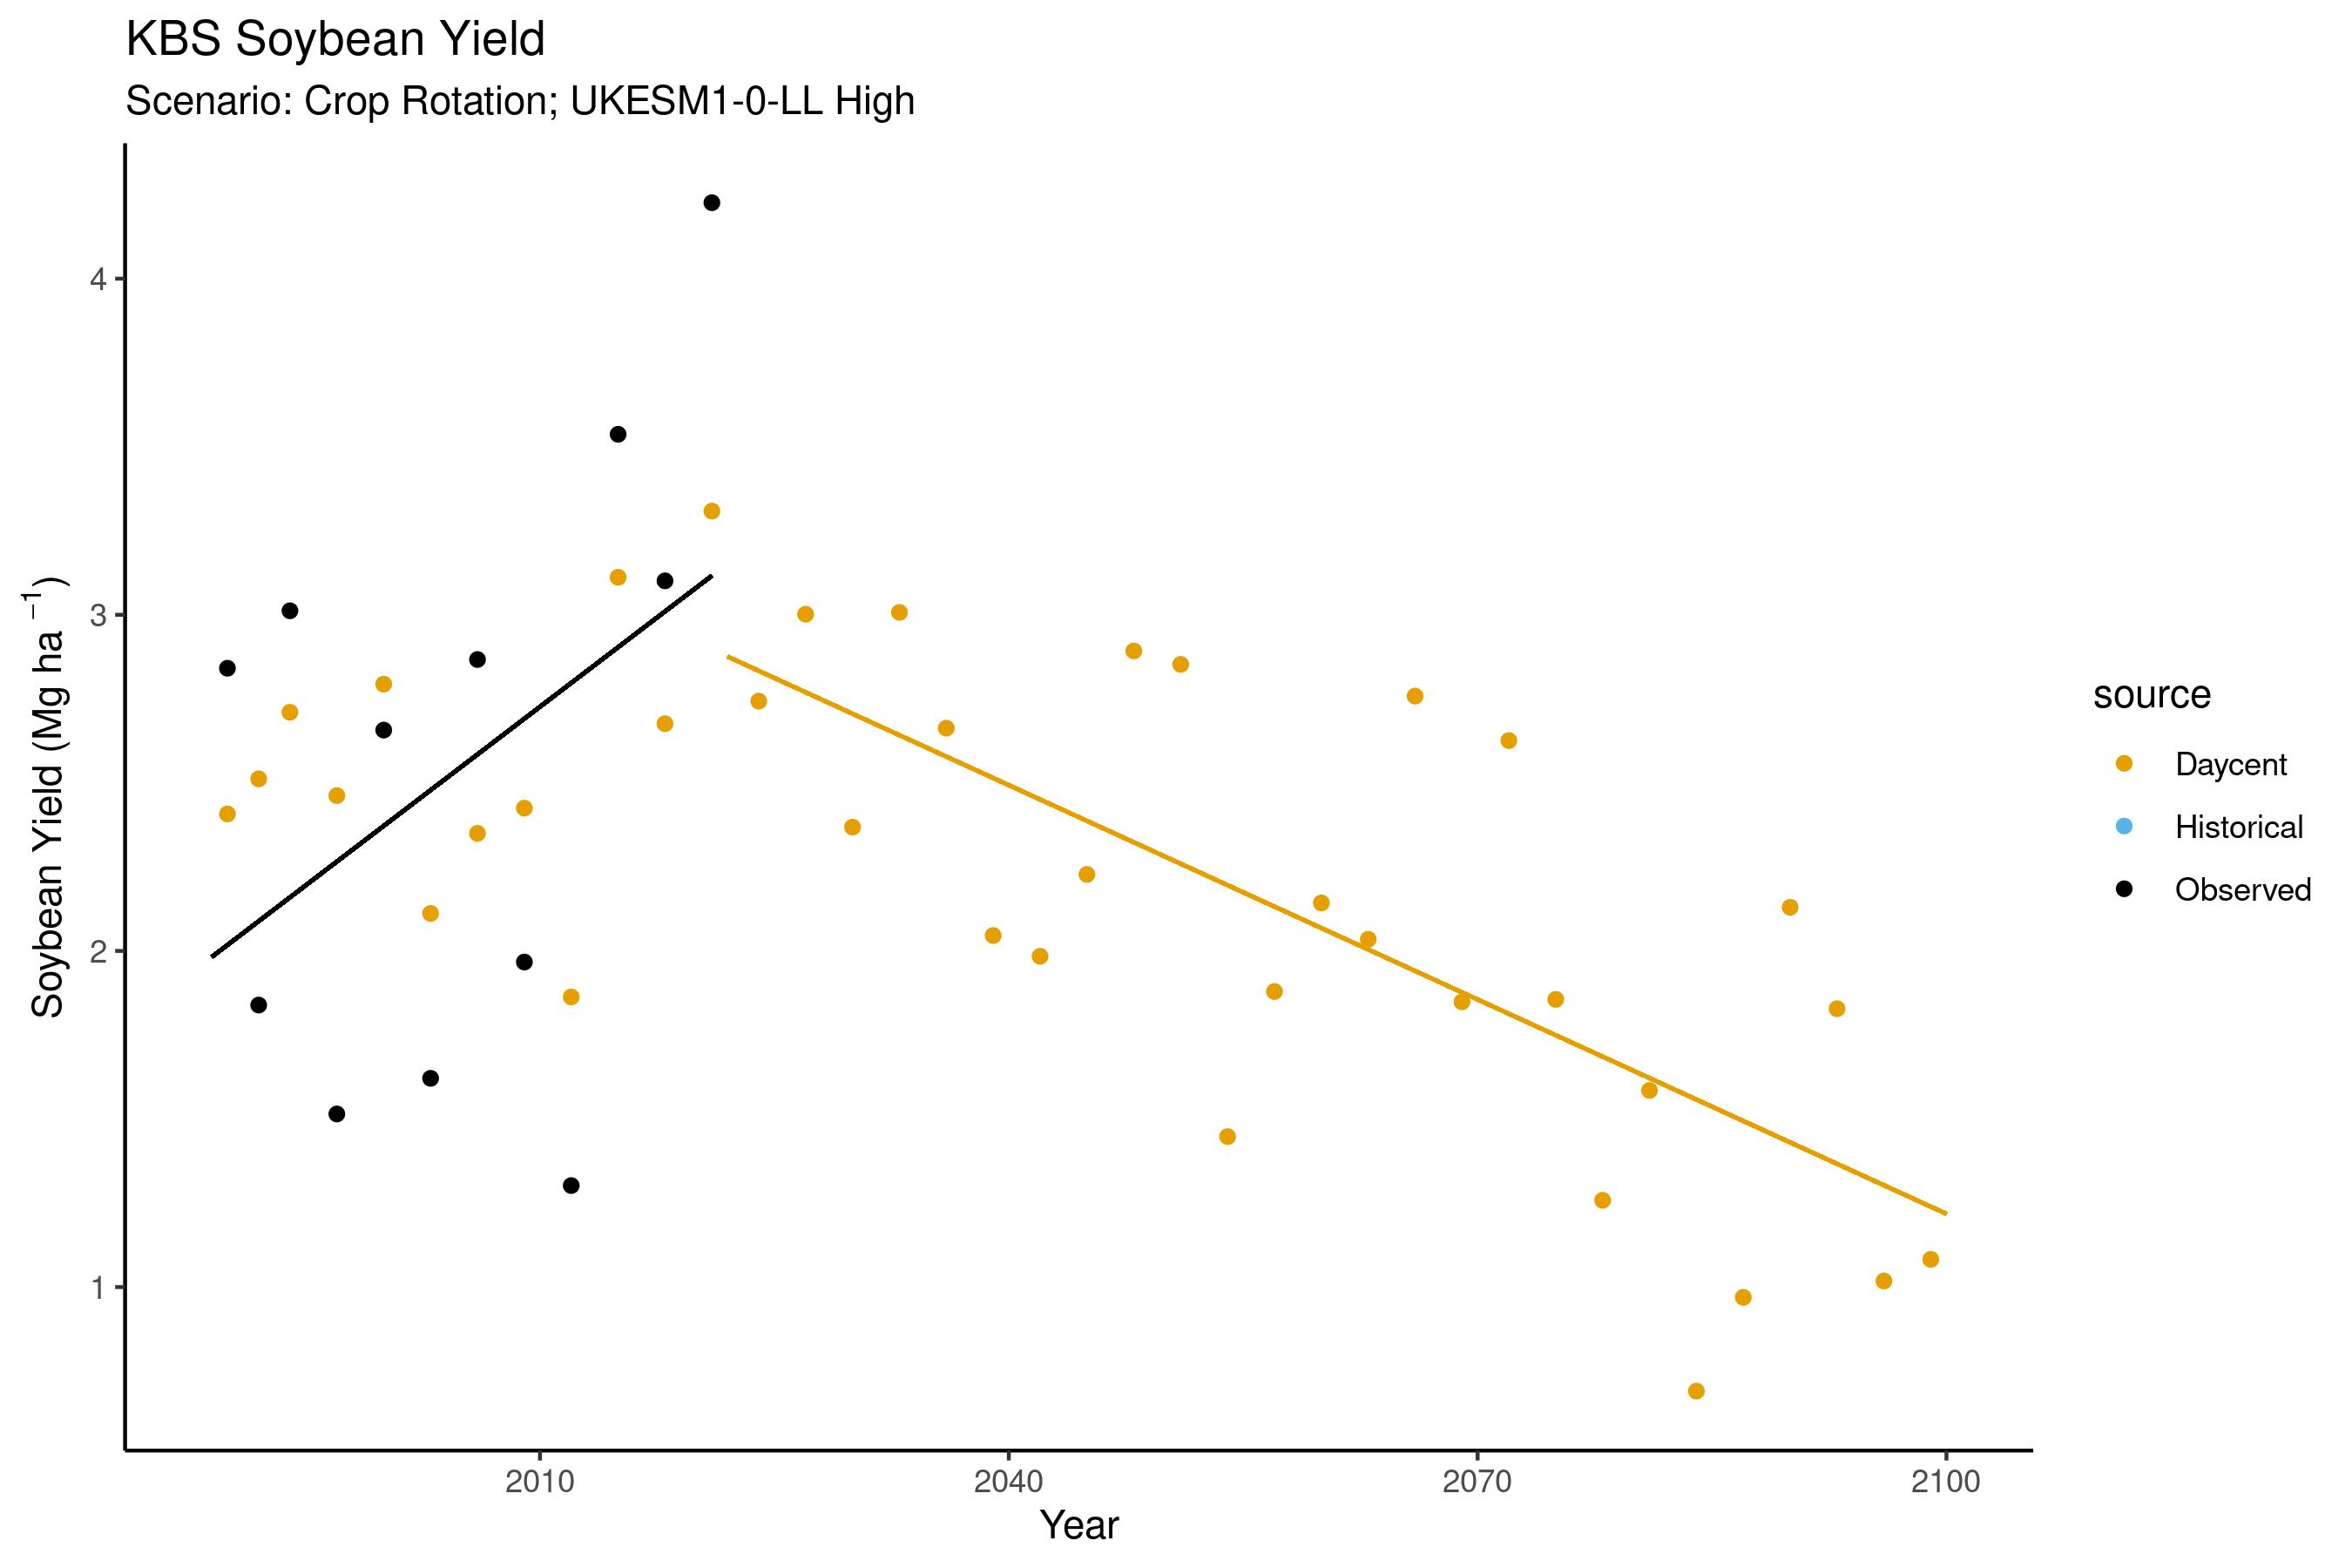 KBS Soybean Yield
Scenario: Crop Rotation; UKESM1-0-LL High
Soybean Yield (Mg ha ⁻¹)
4
3
2
1
2010 2040 2070 2100
Year
source
Daycent
Historical
Observed